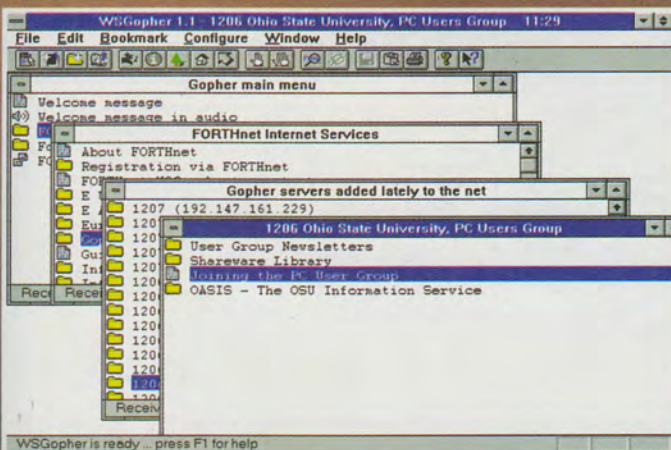 WSGopher 1.1 - 1206 Ohio State University, PC Users Group 11:29
File Edit Bookmark Configure Window Help
Gopher main menu
Welcome message
Welcome message in audio
FORTHnet Internet Services
About FORTHnet
Registration via FORTHnet
Gopher servers added lately to the net
1207 (192.147.161.229)
1206 Ohio State University, PC Users Group
User Group Newsletters
Shareware Library
Joining the PC User Group
OASIS - The OSU Information Service
WSGopher is ready ... press F1 for help